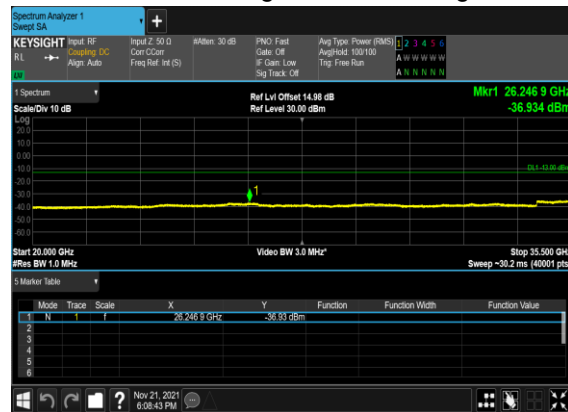 Spectrum Analyzer 1
Swept SA
+
KEYSIGHT Input: RF Input Z: 50 Ω #Atten: 30 dB PNO: Fast Avg Type: Power (RMS) 1 2 3 4 5 6
RL Coupling: DC Corr CCorr Gate: Off Avg|Hold: 100/100 A W W W W W
Align: Auto Freq Ref: Int (S) IF Gain: Low Trig: Free Run
LW Sig Track: Off A N N N N N
1 Spectrum Ref Lvl Offset 14.98 dB Mkr1 26.246 9 GHz
Scale/Div 10 dB Ref Level 30.00 dBm -36.934 dBm
Log
20.0
10.0
0.00
-10.0 DL1 -13.00 dBm
-20.0
-30.0 1
-40.0
-50.0
-60.0
Start 20.000 GHz Video BW 3.0 MHz* Stop 35.500 GHz
#Res BW 1.0 MHz Sweep ~30.2 ms (40001 pts)
5 Marker Table
Mode Trace Scale X Y Function Function Width Function Value
1 N 1 f 26.246 9 GHz -36.93 dBm
2
3
4
5
6
? Nov 21, 2021
6:08:43 PM